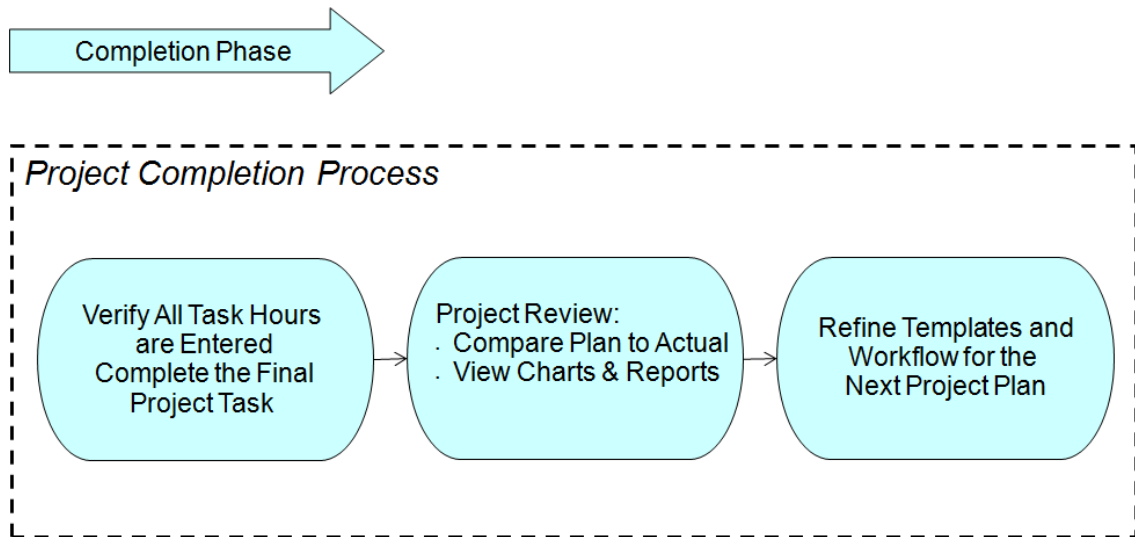 Completion Phase
Project Completion Process
Verify All Task Hours
are Entered
Complete the Final
Project Task
Project Review:
. Compare Plan to Actual
. View Charts & Reports
Refine Templates and
Workflow for the
Next Project Plan